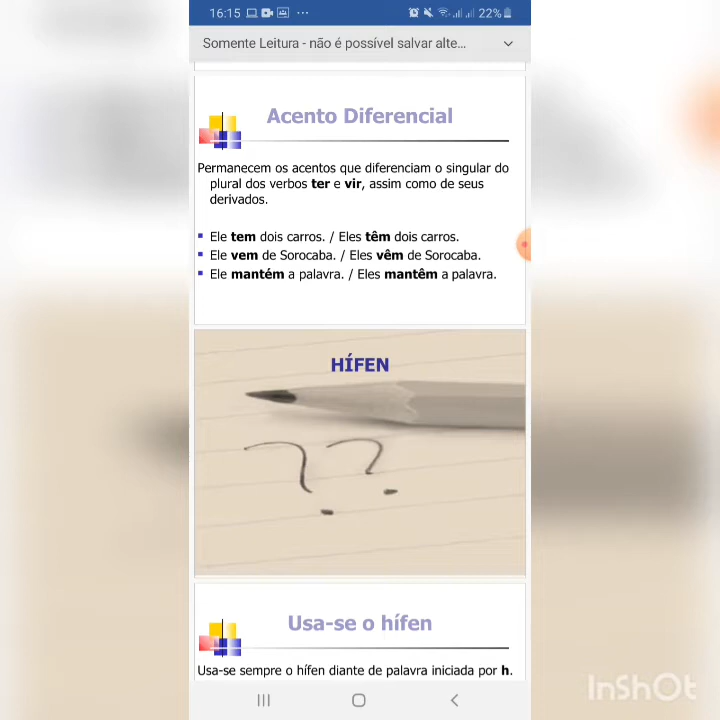 16:15
22%
Somente Leitura - não é possível salvar alte...
Acento Diferencial
Permanecem os acentos que diferenciam o singular do
plural dos verbos ter e vir, assim como de seus
derivados.
Ele tem dois carros. / Eles têm dois carros.
Ele vem de Sorocaba. / Eles vêm de Sorocaba.
Ele mantém a palavra. / Eles mantêm a palavra.
HÍFEN
??
Usa-se o hífen
Usa-se sempre o hífen diante de palavra iniciada por h.
InShOt